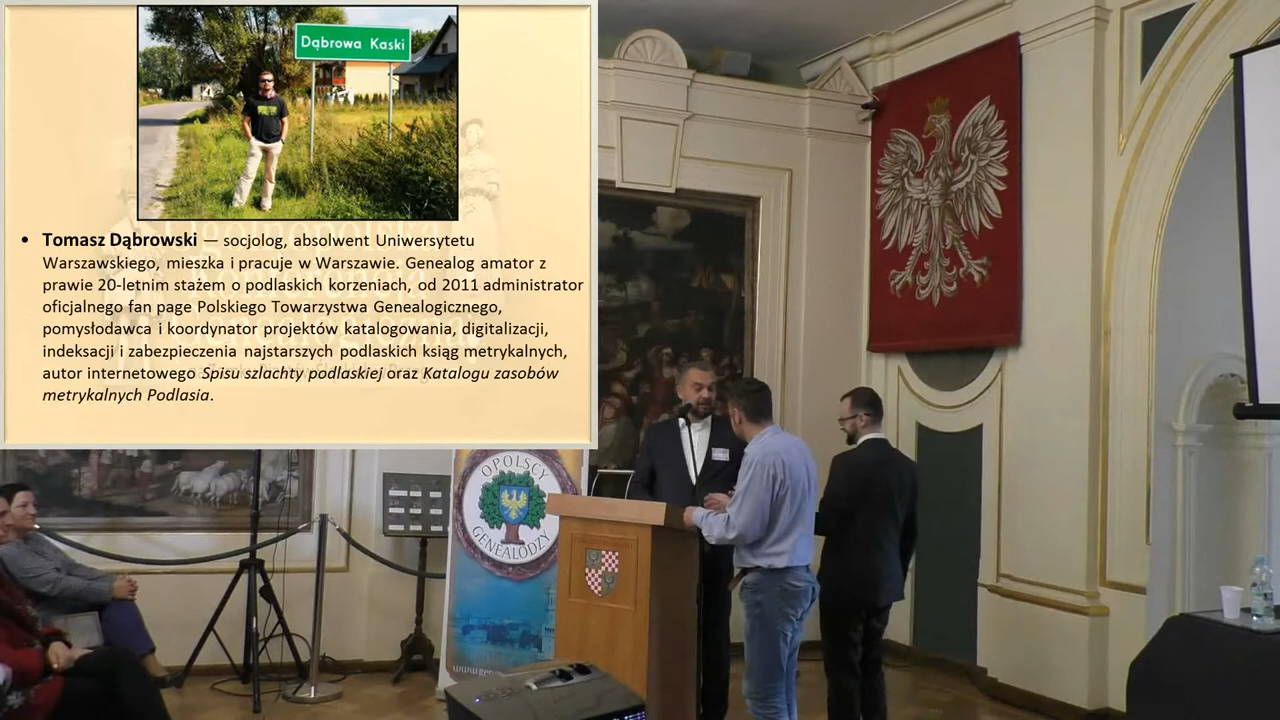 Dąbrowa Kaski
• Tomasz Dąbrowski — socjolog, absolwent Uniwersytetu
Warszawskiego, mieszka i pracuje w Warszawie. Genealog amator z
prawie 20-letnim stażem o podlaskich korzeniach, od 2011 administrator
oficjalnego fan page Polskiego Towarzystwa Genealogicznego,
pomysłodawca i koordynator projektów katalogowania, digitalizacji,
indeksacji i zabezpieczenia najstarszych podlaskich ksiąg metrykalnych,
autor internetowego Spisu szlachty podlaskiej oraz Katalogu zasobów
metrykalnych Podlasia.
OPOLSCY
GENEALODZY